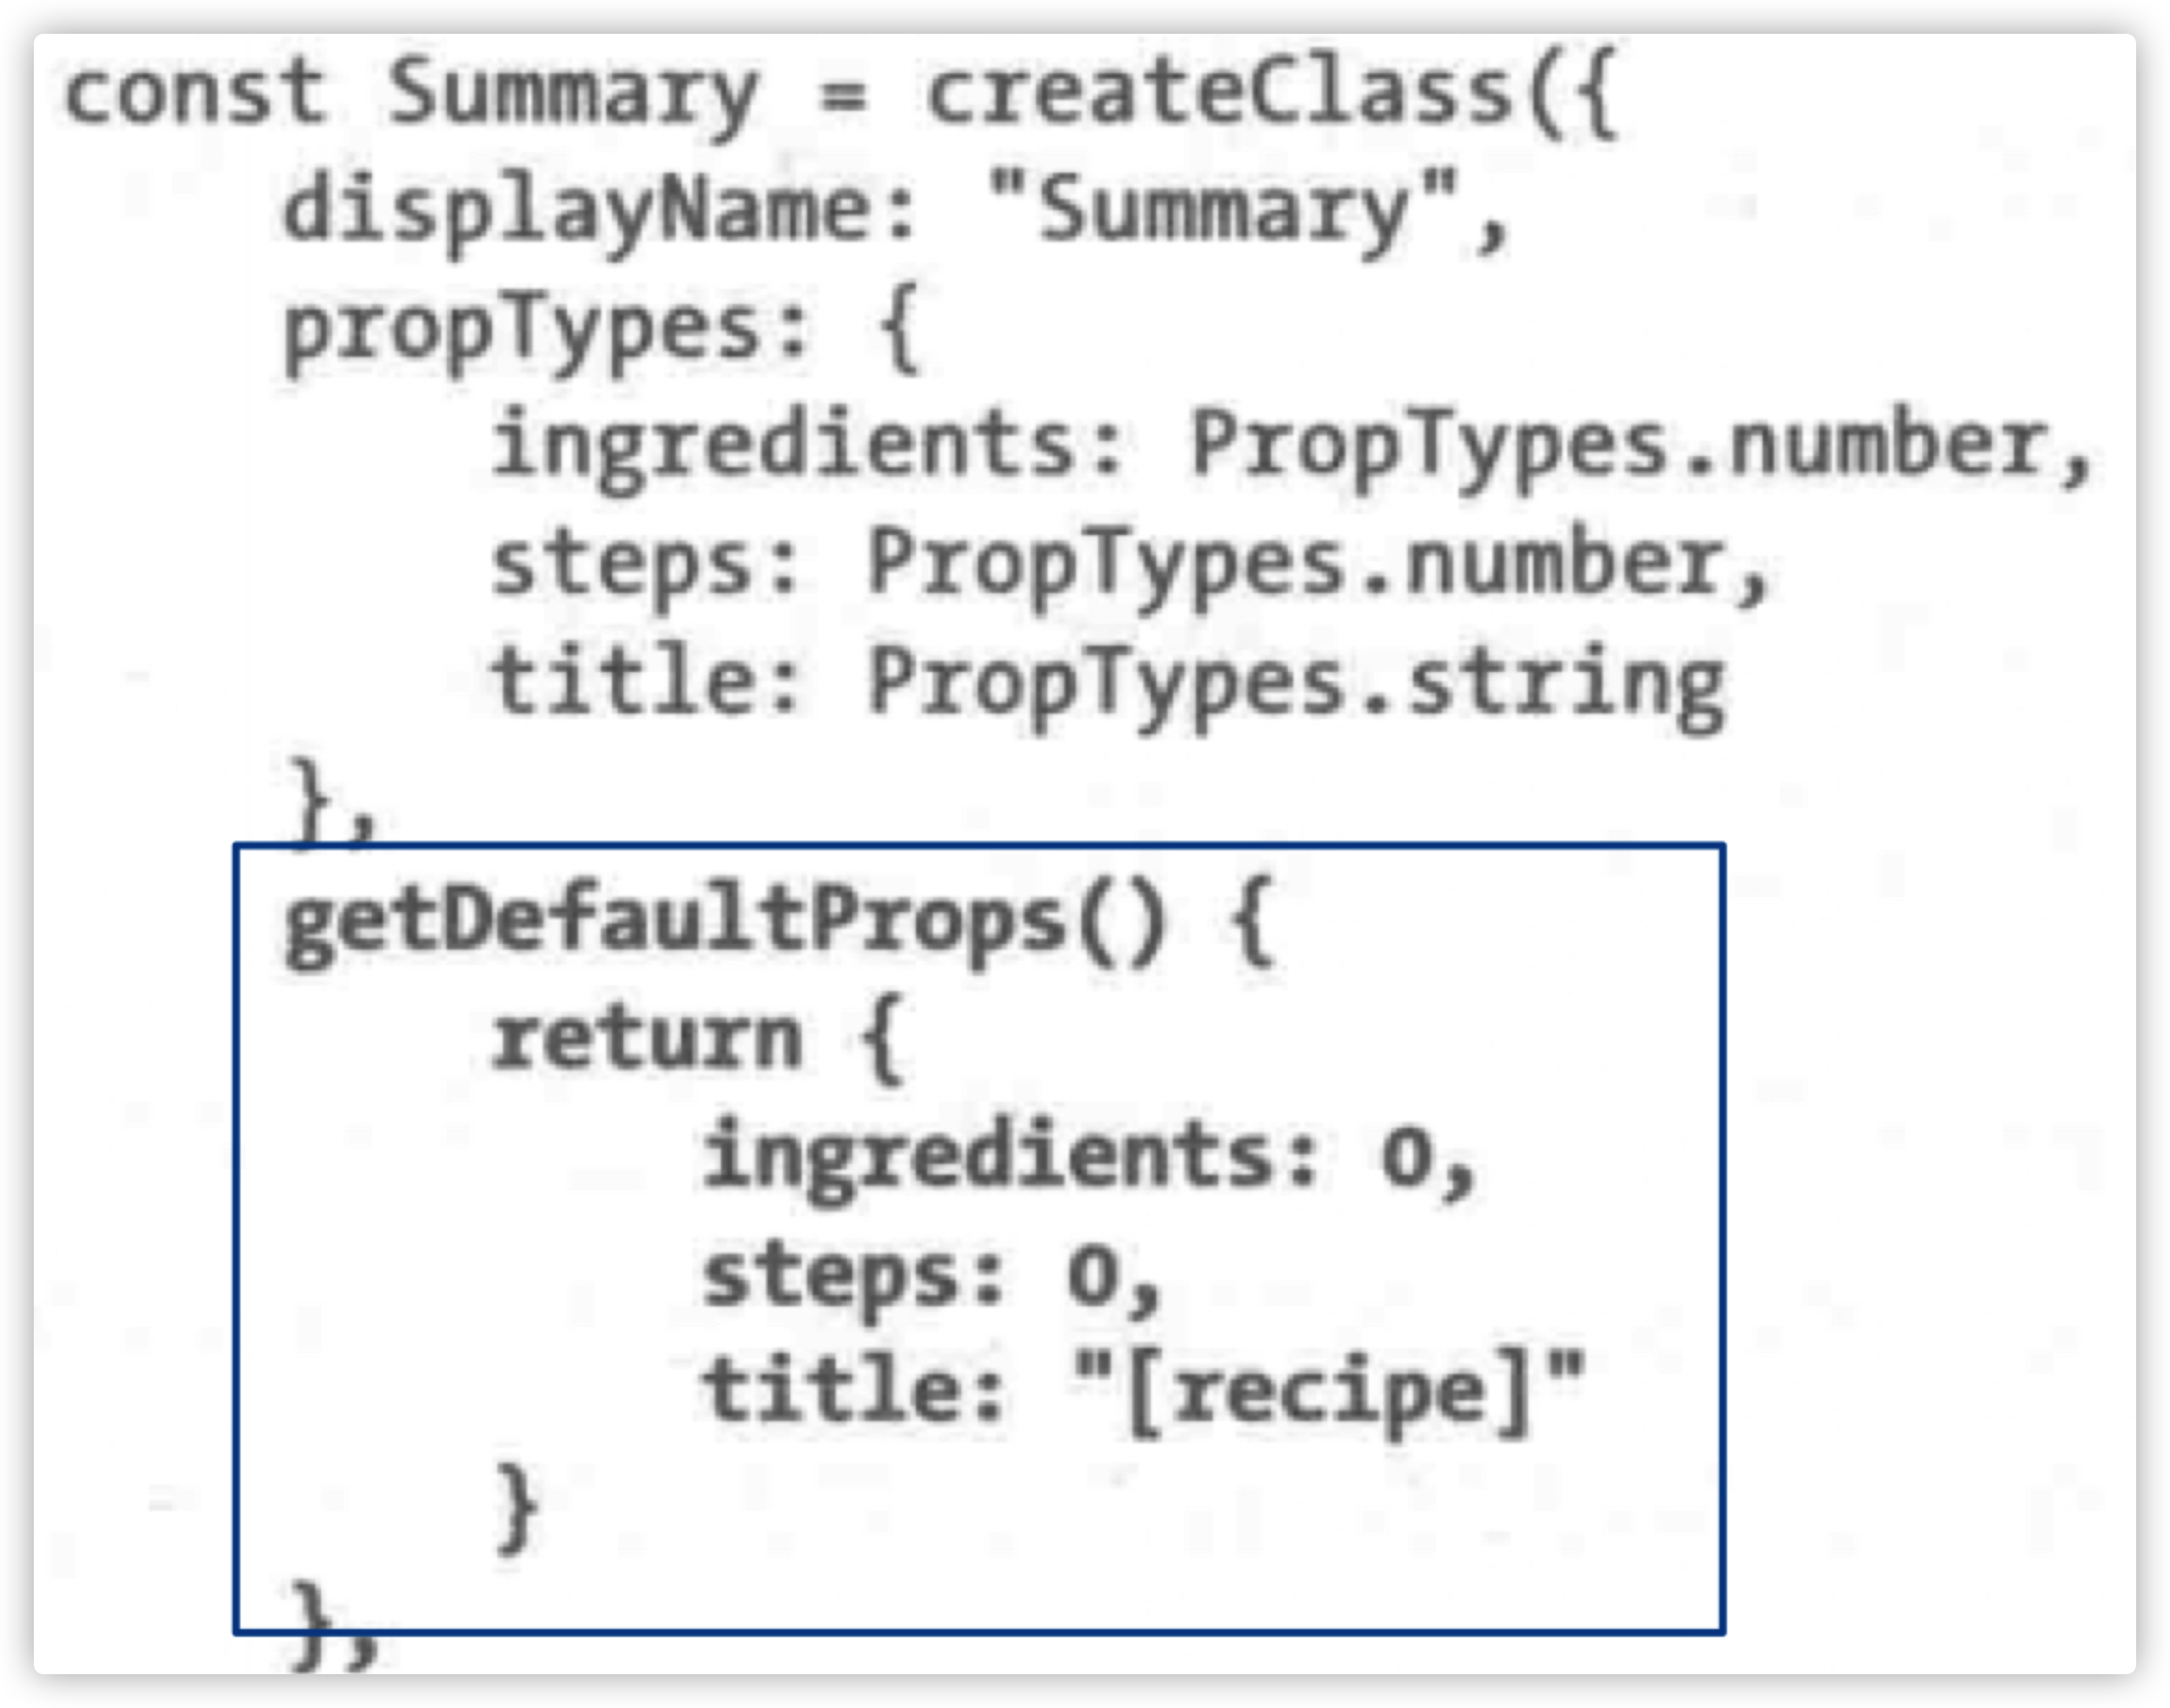 const Summary = createClass({
displayName: "Summary",
propTypes: {
ingredients: PropTypes.number,
steps: PropTypes.number,
title: PropTypes.string
},
getDefaultProps() {
return {
ingredients: 0,
steps: 0,
title: "[recipe]"
}
},